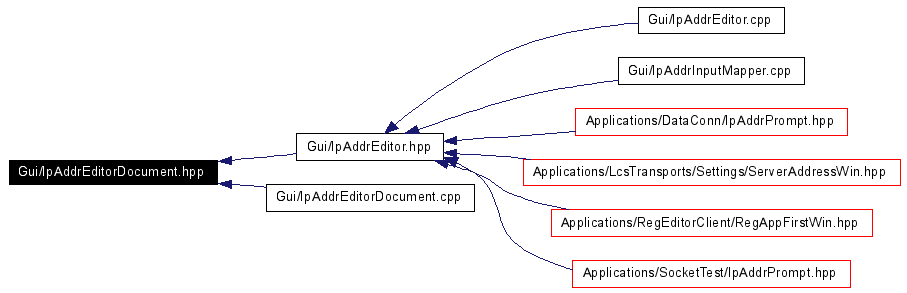 Gui/IpAddrEditor.cpp
Gui/IpAddrInputMapper.cpp
Applications/DataConn/IpAddrPrompt.hpp
Gui/IpAddrEditor.hpp
Gui/IpAddrEditorDocument.hpp
Applications/LcsTransports/Settings/ServerAddressWin.hpp
Gui/IpAddrEditorDocument.cpp
Applications/RegEditorClient/RegAppFirstWin.hpp
Applications/SocketTest/IpAddrPrompt.hpp